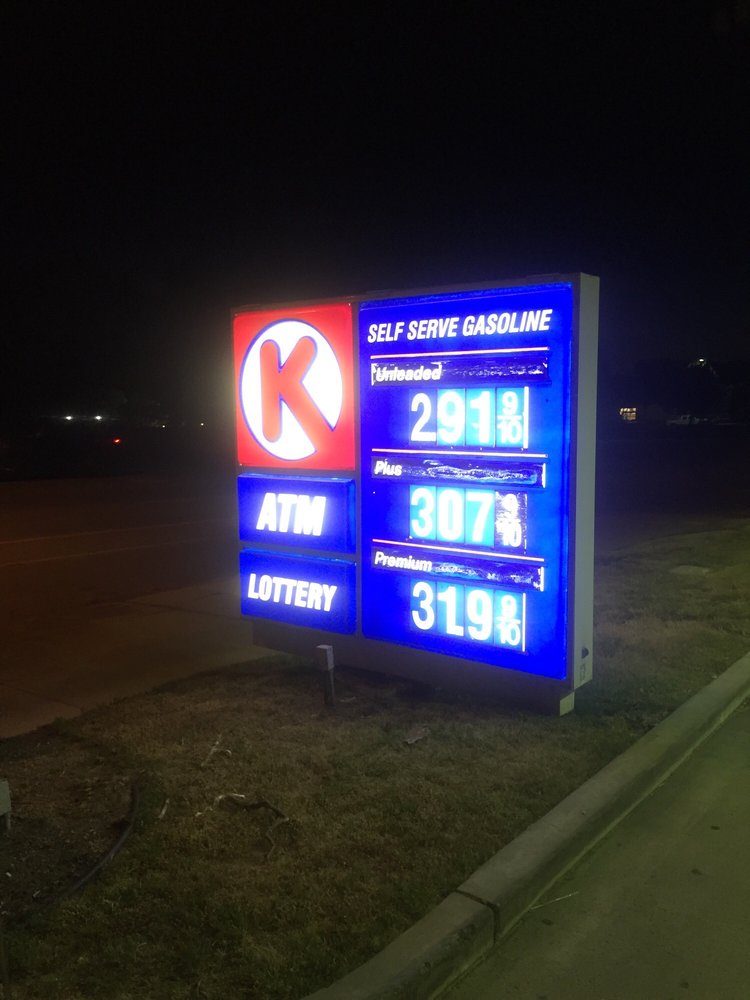 K
ATM
LOTTERY
SELF SERVE GASOLINE
Unleaded
291 9/10
Plus
307 9/10
Premium
319 9/10